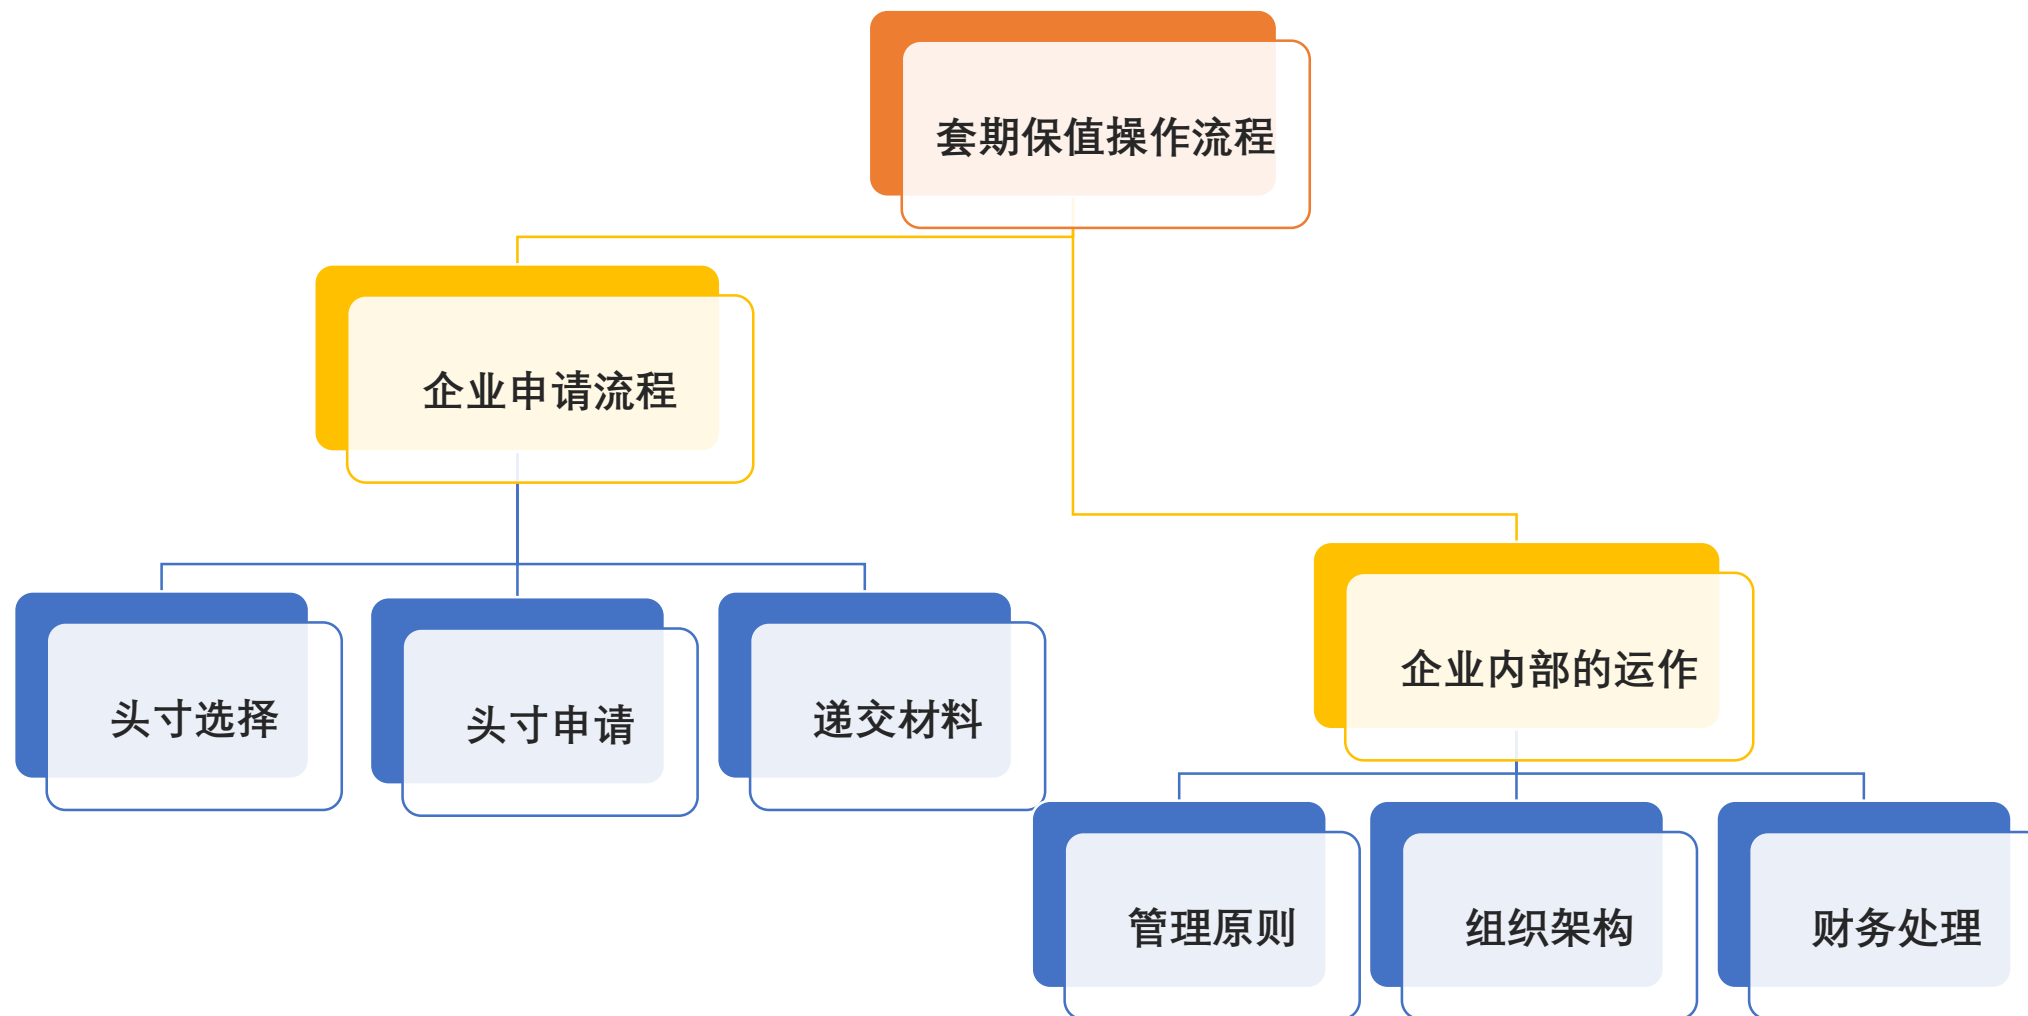 套期保值操作流程
企业申请流程
头寸选择
头寸申请
递交材料
企业内部的运作
管理原则
组织架构
财务处理